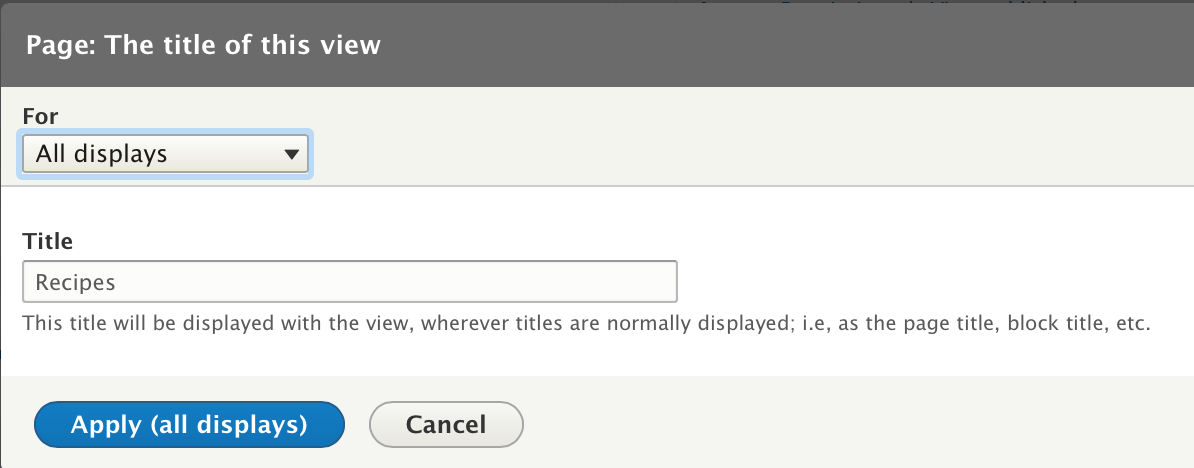 Page: The title of this view
For
All displays
Title
Recipes
This title will be displayed with the view, wherever titles are normally displayed; i.e, as the page title, block title, etc.
Apply (all displays)
Cancel